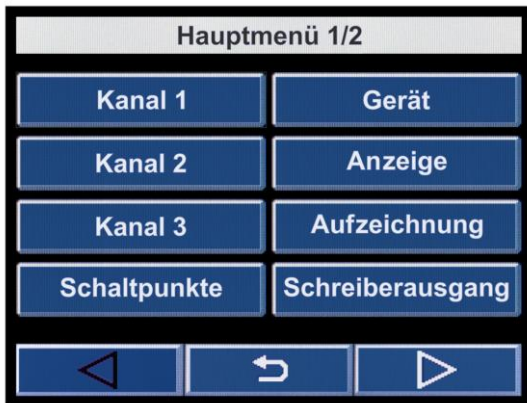 Hauptmenü 1/2
Kanal 1
Gerät
Kanal 2
Anzeige
Kanal 3
Aufzeichnung
Schaltpunkte
Schreiberausgang